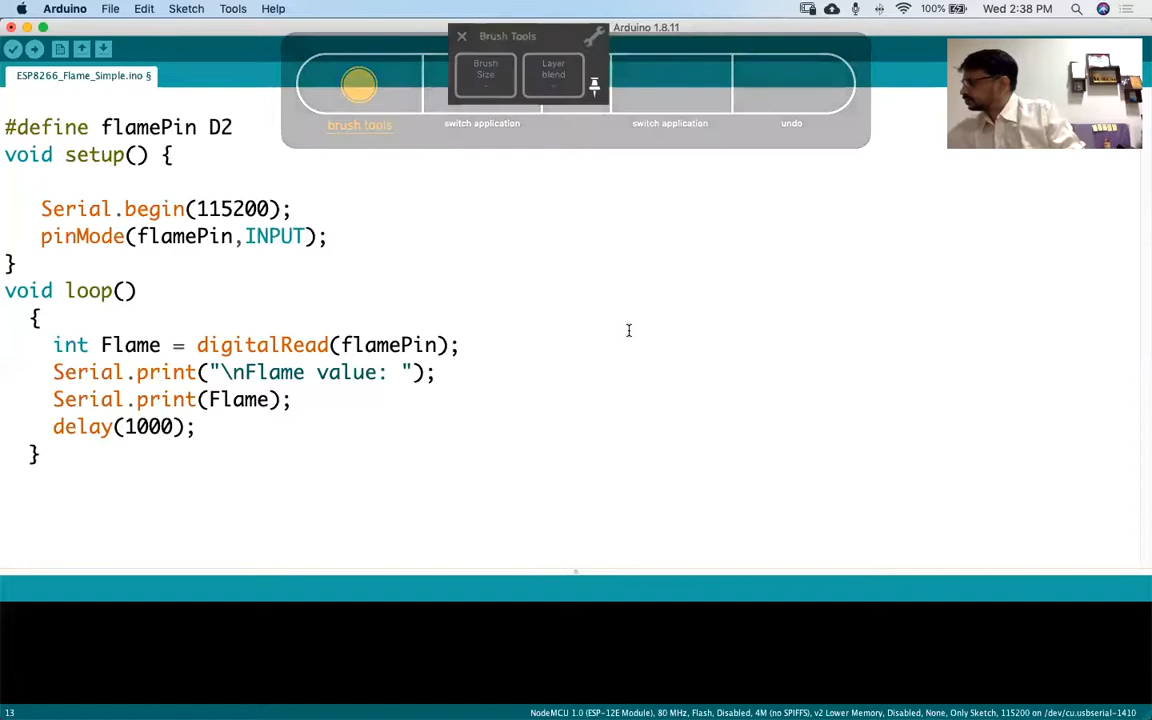 Arduino File Edit Sketch Tools Help 100% Wed 2:38 PM
Arduino 1.8.11
Brush Tools
Brush Size -
Layer blend -
brush tools switch application switch application undo
ESP8266_Flame_Simple.ino §
#define flamePin D2
void setup() {
Serial.begin(115200);
pinMode(flamePin,INPUT);
}
void loop()
{
int Flame = digitalRead(flamePin);
Serial.print("\nFlame value: ");
Serial.print(Flame);
delay(1000);
}
13 NodeMCU 1.0 (ESP-12E Module), 80 MHz, Flash, Disabled, 4M (no SPIFFS), v2 Lower Memory, Disabled, None, Only Sketch, 115200 on /dev/cu.usbserial-1410